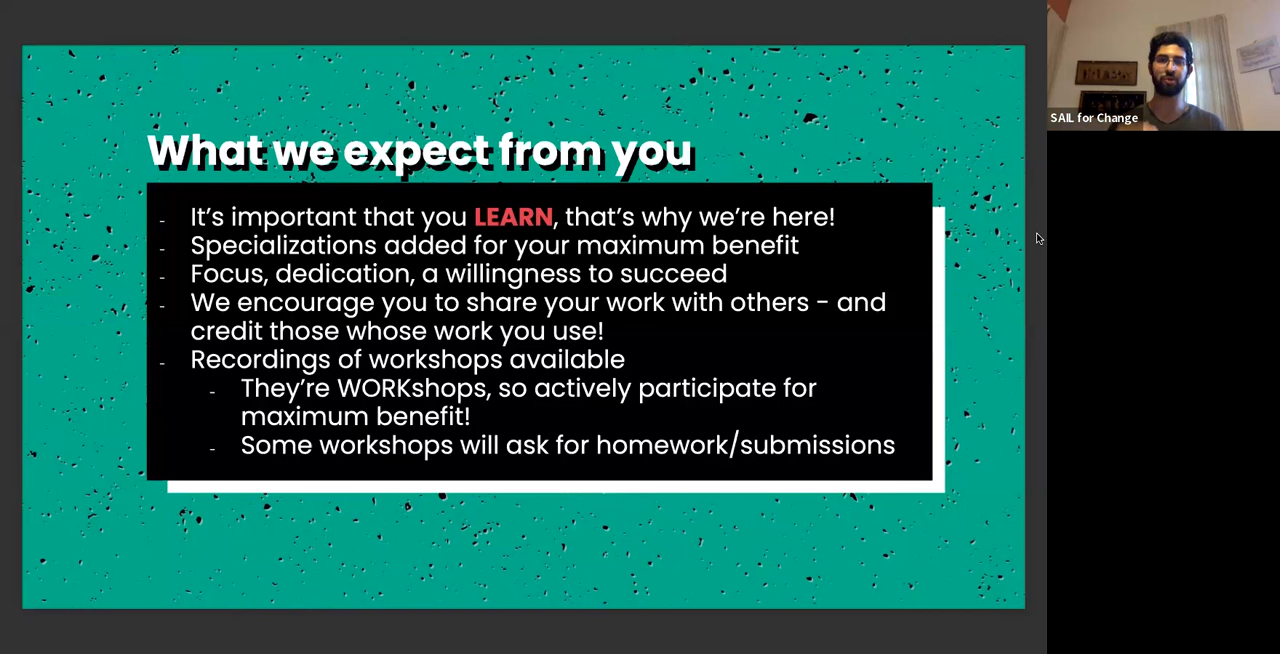 What we expect from you
- It's important that you LEARN, that's why we're here!
- Specializations added for your maximum benefit
- Focus, dedication, a willingness to succeed
- We encourage you to share your work with others - and
credit those whose work you use!
- Recordings of workshops available
- They're WORKshops, so actively participate for
maximum benefit!
- Some workshops will ask for homework/submissions
SAIL for Change